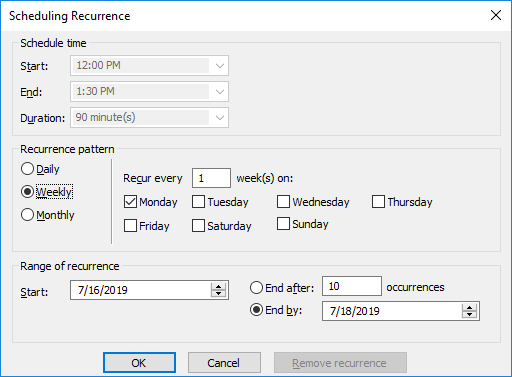 Scheduling Recurrence
Schedule time
Start: 12:00 PM
End: 1:30 PM
Duration: 90 minute(s)
Recurrence pattern
Daily
Weekly
Monthly
Recur every 1 week(s) on:
Monday Tuesday Wednesday Thursday
Friday Saturday Sunday
Range of recurrence
Start: 7/16/2019
End after: 10 occurrences
End by: 7/18/2019
OK Cancel Remove recurrence